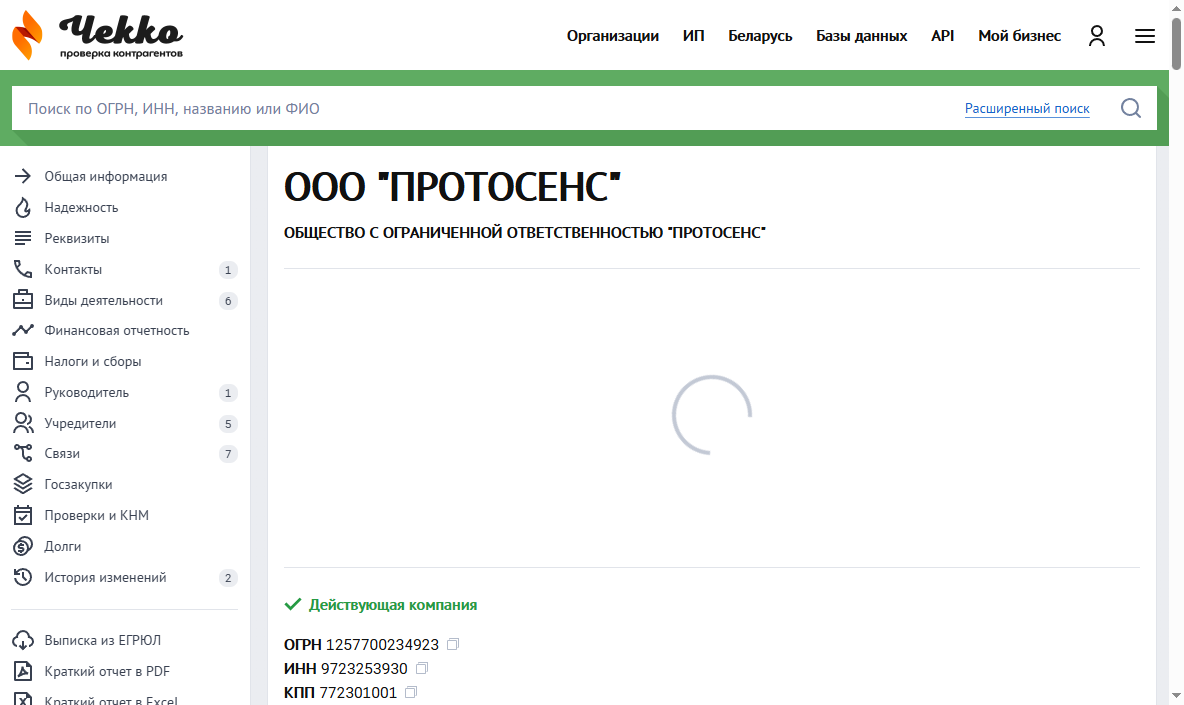 Чекко
проверка контрагентов
Организации ИП Беларусь Базы данных API Мой бизнес
Поиск по ОГРН, ИНН, названию или ФИО Расширенный поиск
Общая информация
Надежность
Реквизиты
Контакты 1
Виды деятельности 6
Финансовая отчетность
Налоги и сборы
Руководитель 1
Учредители 5
Связи 7
Госзакупки
Проверки и КНМ
Долги
История изменений 2
Выписка из ЕГРЮЛ
Краткий отчет в PDF
Краткий отчет в Excel
ООО "ПРОТОСЕНС"
ОБЩЕСТВО С ОГРАНИЧЕННОЙ ОТВЕТСТВЕННОСТЬЮ "ПРОТОСЕНС"
Действующая компания
ОГРН 1257700234923
ИНН 9723253930
КПП 772301001